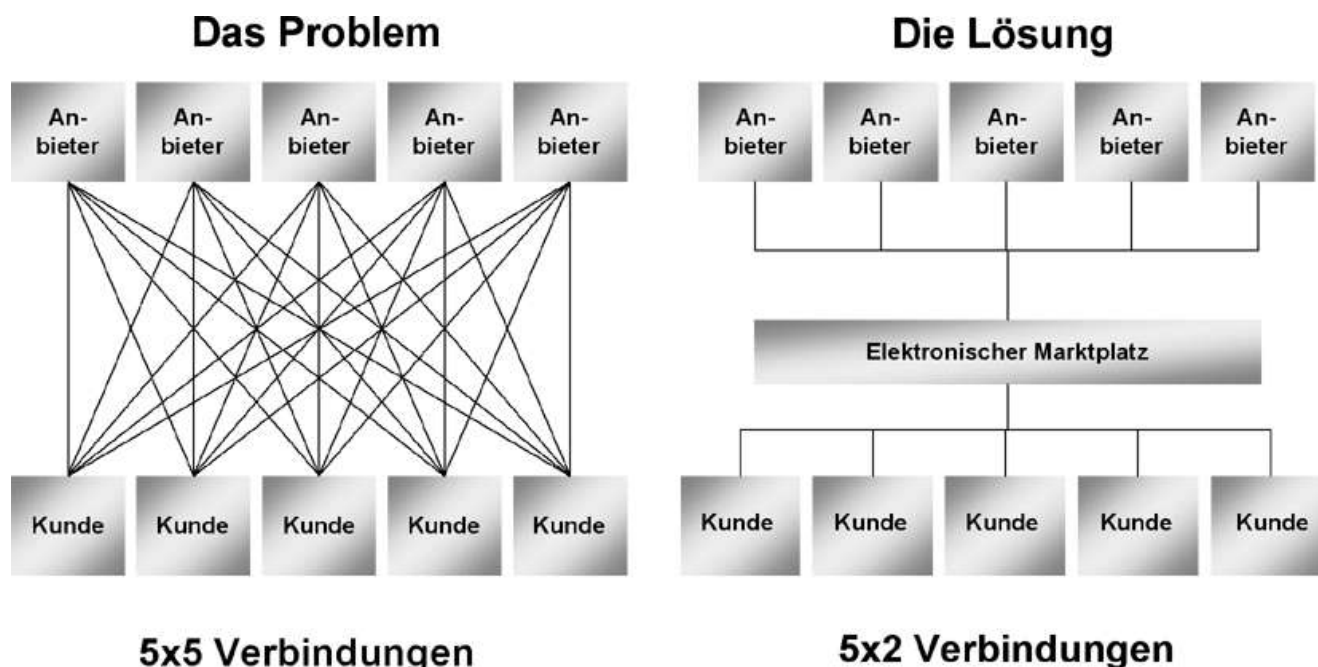 Das Problem
Die Lösung
An-
bieter
An-
bieter
An-
bieter
An-
bieter
An-
bieter
An-
bieter
An-
bieter
An-
bieter
An-
bieter
An-
bieter
Elektronischer Marktplatz
Kunde
Kunde
Kunde
Kunde
Kunde
Kunde
Kunde
Kunde
Kunde
Kunde
5x5 Verbindungen
5x2 Verbindungen